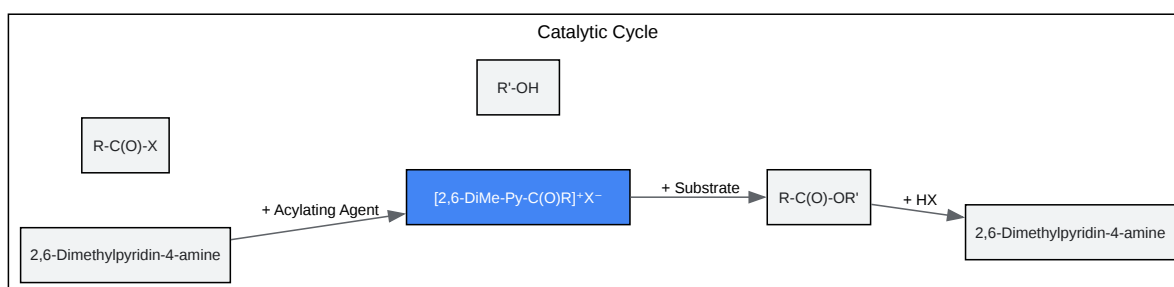 Catalytic Cycle
R'-OH
R-C(O)-X
[2,6-DiMe-Py-C(O)R]⁺X⁻
+ Substrate
R-C(O)-OR'
+ HX
+ Acylating Agent
2,6-Dimethylpyridin-4-amine
2,6-Dimethylpyridin-4-amine